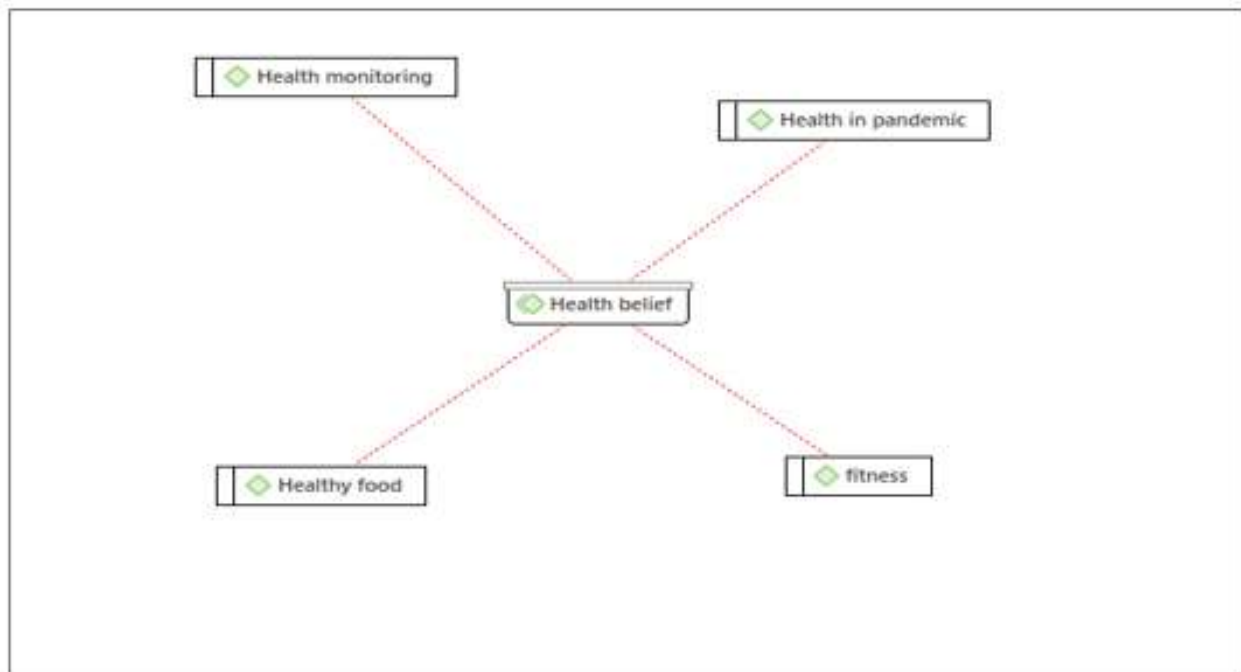 Health monitoring
Health in pandemic
Health belief
Healthy food
fitness